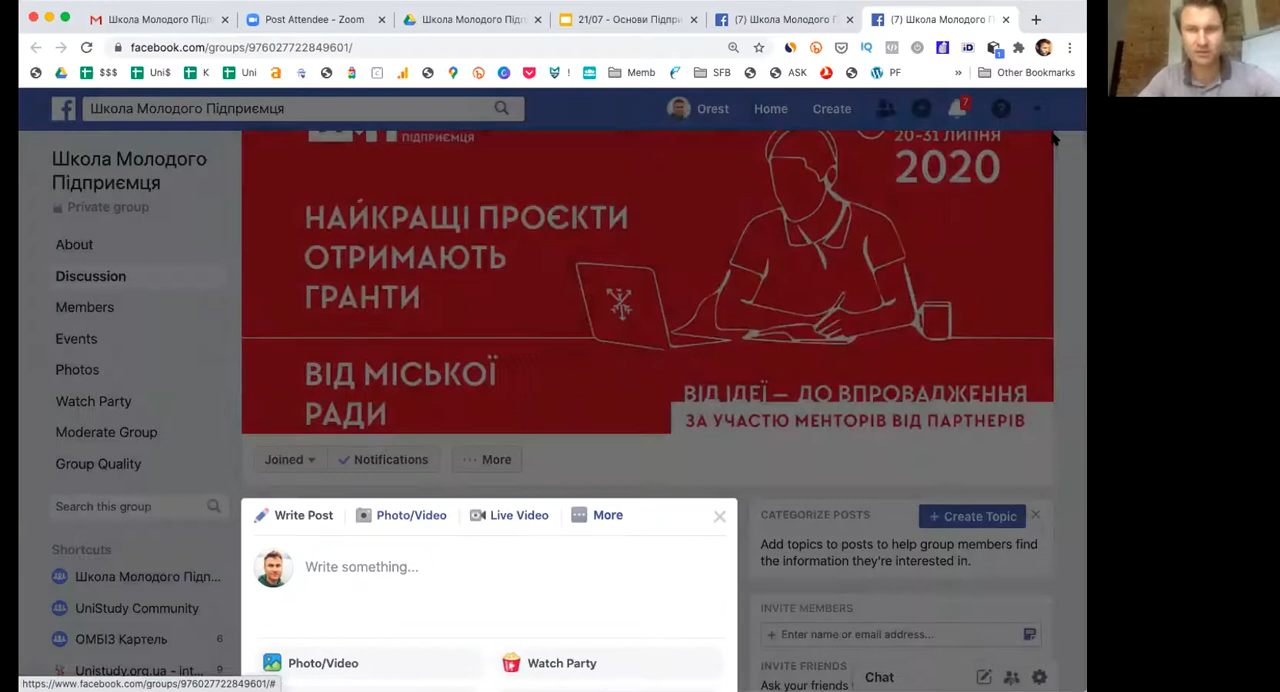 Школа Молодого Підп
Post Attendee - Zoom
Школа Молодого Підп
21/07 - Основи Підпри
(7) Школа Молодого П
(7) Школа Молодого П
facebook.com/groups/976027722849601/
$$$
Uni$
K
Uni
Memb
SFB
ASK
PF
»
Other Bookmarks
Школа Молодого Підприємця
Orest
Home
Create
7
Школа Молодого
Підприємця
Private group
About
Discussion
Members
Events
Photos
Watch Party
Moderate Group
Group Quality
Search this group
Shortcuts
Школа Молодого Підп...
UniStudy Community
ОМБІЗ Картель 6
Unistudy.org.ua - int... 9
ПІДПРИЄМЦЯ
20-31 ЛИПНЯ
2020
НАЙКРАЩІ ПРОЄКТИ
ОТРИМАЮТЬ
ГРАНТИ
ВІД МІСЬКОЇ
РАДИ
ВІД ІДЕЇ — ДО ВПРОВАДЖЕННЯ
ЗА УЧАСТЮ МЕНТОРІВ ВІД ПАРТНЕРІВ
Joined
Notifications
More
Write Post
Photo/Video
Live Video
More
Write something...
Photo/Video
Watch Party
CATEGORIZE POSTS
+ Create Topic
Add topics to posts to help group members find
the information they're interested in.
INVITE MEMBERS
+ Enter name or email address...
INVITE FRIENDS
Ask your friends
Chat
https://www.facebook.com/groups/976027722849601/#